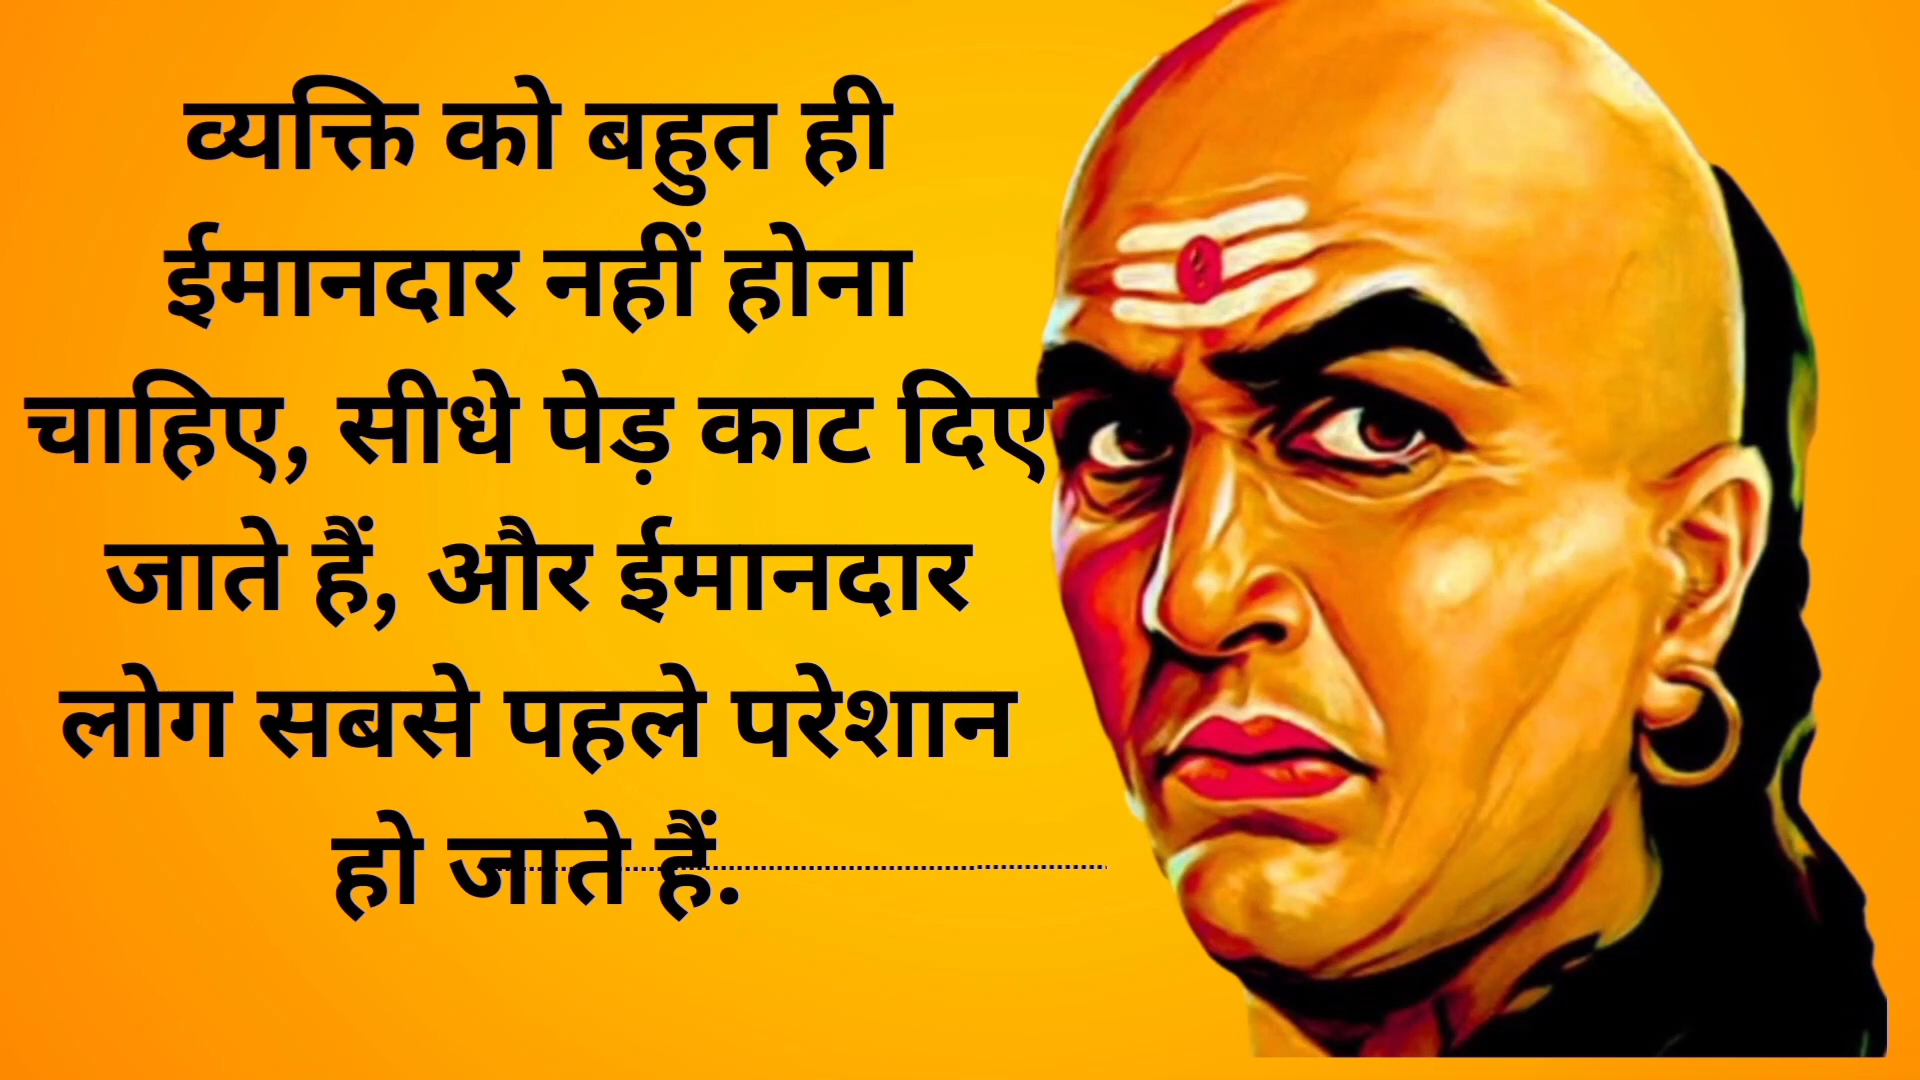 व्यक्ति को बहुत ही
ईमानदार नहीं होना
चाहिए, सीधे पेड़ काट दिए
जाते हैं, और ईमानदार
लोग सबसे पहले परेशान
हो जाते हैं.